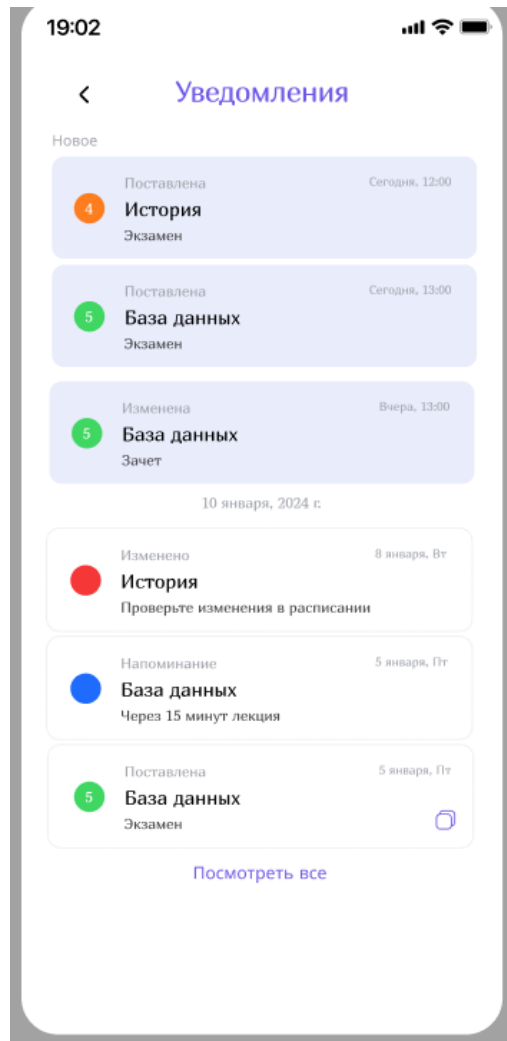 19:02
Уведомления
Новое
Поставлена
Сегодня, 12:00
4
История
Экзамен
Поставлена
Сегодня, 13:00
5
База данных
Экзамен
Изменена
Вчера, 13:00
5
База данных
Зачет
10 января, 2024 г.
Изменено
8 января, Вт
История
Проверьте изменения в расписании
Напоминание
5 января, Пт
База данных
Через 15 минут лекция
Поставлена
5 января, Пт
5
База данных
Экзамен
Посмотреть все